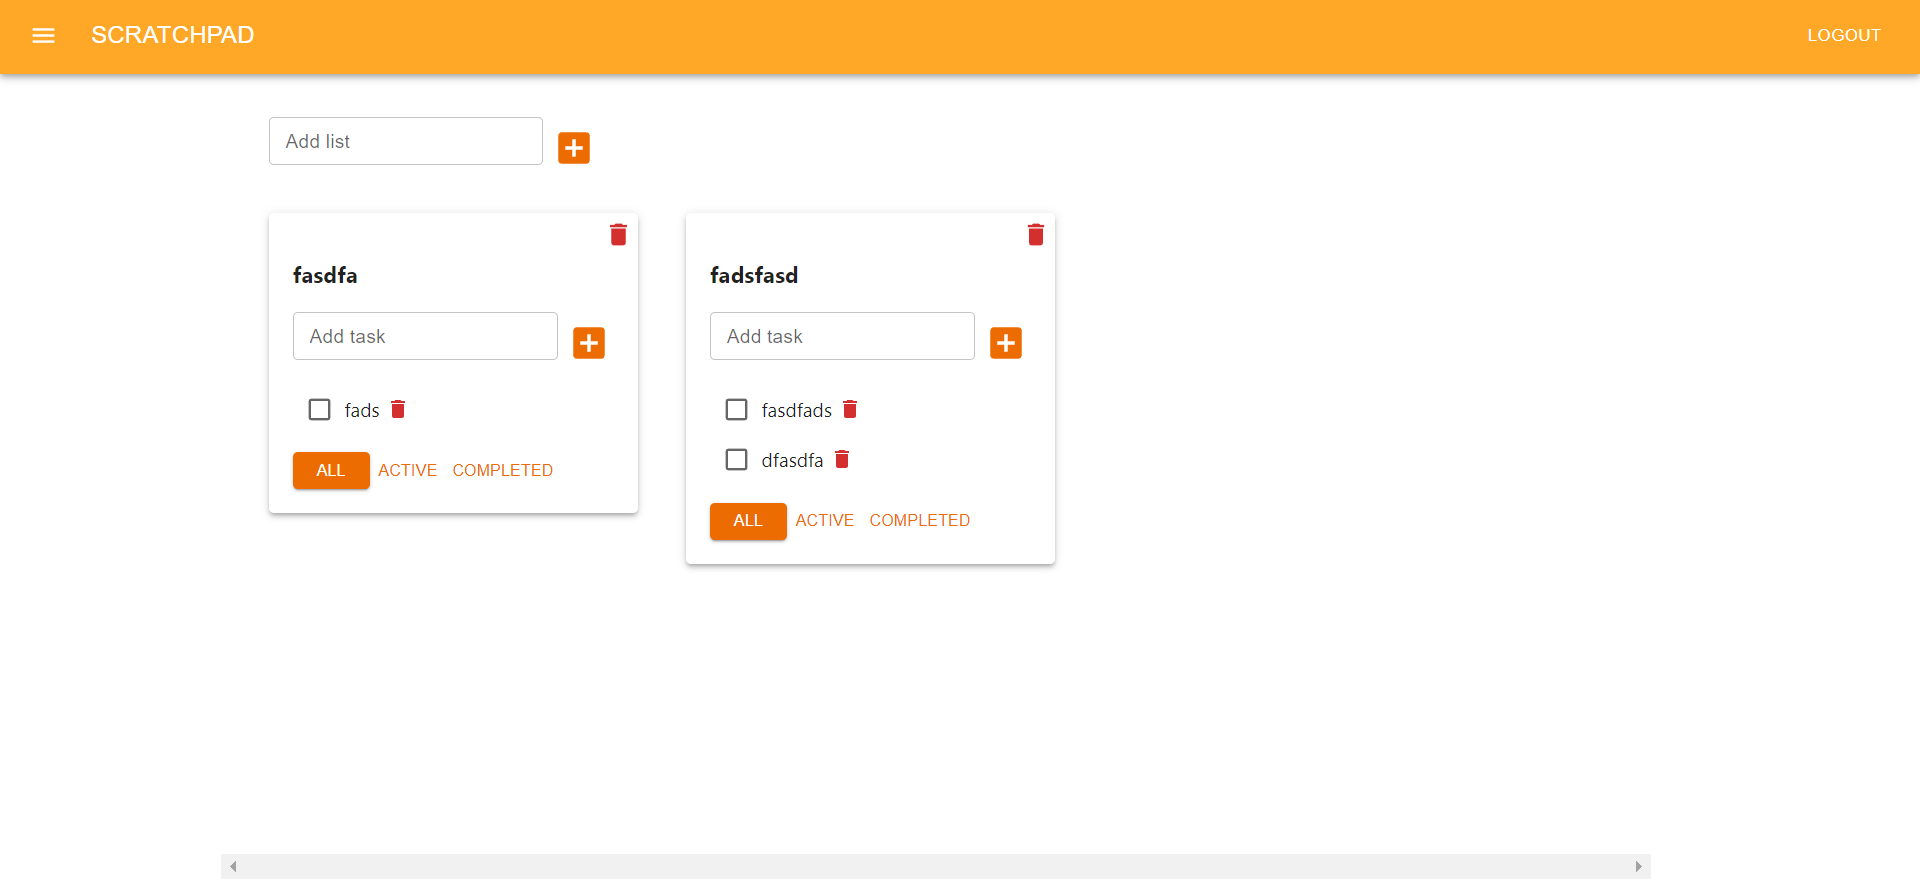 SCRATCHPAD
LOGOUT
Add list
fasdfa
Add task
fads
ALL ACTIVE COMPLETED
fadsfasd
Add task
fasdfads
dfasdfa
ALL ACTIVE COMPLETED